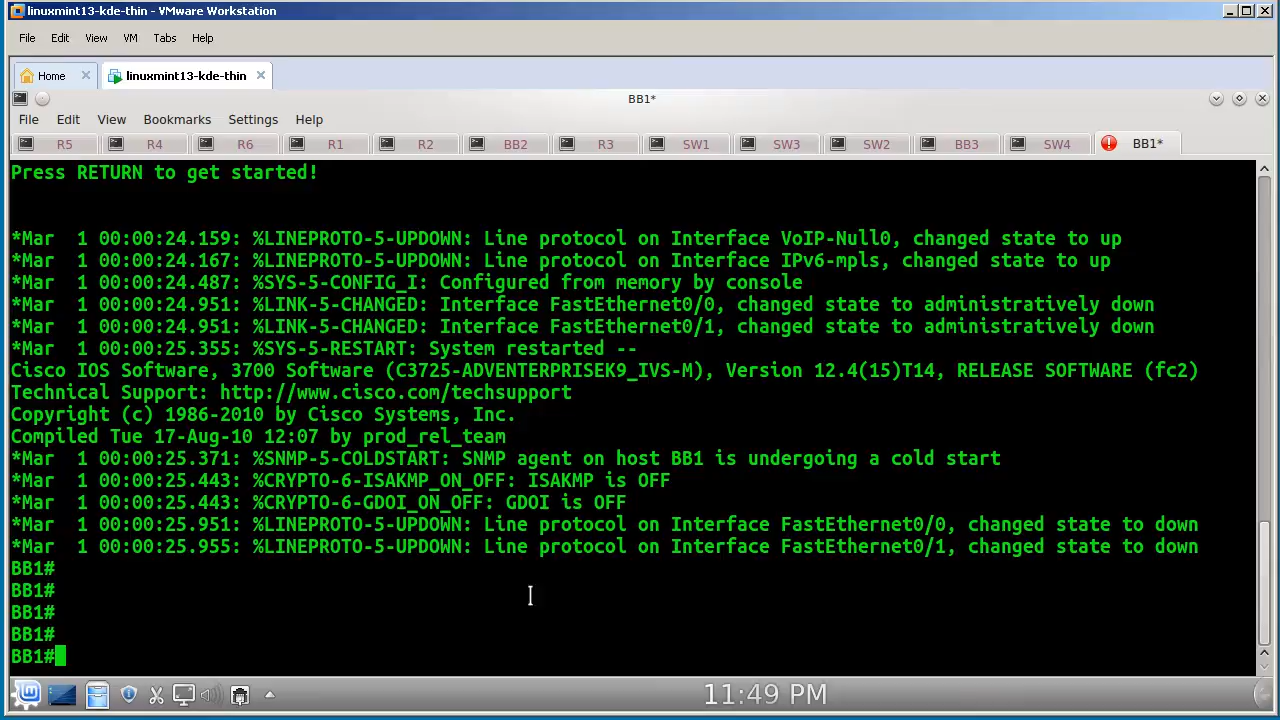 linuxmint13-kde-thin - VMware Workstation
File Edit View VM Tabs Help
Home linuxmint13-kde-thin
BB1*
File Edit View Bookmarks Settings Help
R5 R4 R6 R1 R2 BB2 R3 SW1 SW3 SW2 BB3 SW4 BB1*
Press RETURN to get started!
*Mar  1 00:00:24.159: %LINEPROTO-5-UPDOWN: Line protocol on Interface VoIP-Null0, changed state to up
*Mar  1 00:00:24.167: %LINEPROTO-5-UPDOWN: Line protocol on Interface IPv6-mpls, changed state to up
*Mar  1 00:00:24.487: %SYS-5-CONFIG_I: Configured from memory by console
*Mar  1 00:00:24.951: %LINK-5-CHANGED: Interface FastEthernet0/0, changed state to administratively down
*Mar  1 00:00:24.951: %LINK-5-CHANGED: Interface FastEthernet0/1, changed state to administratively down
*Mar  1 00:00:25.355: %SYS-5-RESTART: System restarted --
Cisco IOS Software, 3700 Software (C3725-ADVENTERPRISEK9_IVS-M), Version 12.4(15)T14, RELEASE SOFTWARE (fc2)
Technical Support: http://www.cisco.com/techsupport
Copyright (c) 1986-2010 by Cisco Systems, Inc.
Compiled Tue 17-Aug-10 12:07 by prod_rel_team
*Mar  1 00:00:25.371: %SNMP-5-COLDSTART: SNMP agent on host BB1 is undergoing a cold start
*Mar  1 00:00:25.443: %CRYPTO-6-ISAKMP_ON_OFF: ISAKMP is OFF
*Mar  1 00:00:25.443: %CRYPTO-6-GDOI_ON_OFF: GDOI is OFF
*Mar  1 00:00:25.951: %LINEPROTO-5-UPDOWN: Line protocol on Interface FastEthernet0/0, changed state to down
*Mar  1 00:00:25.955: %LINEPROTO-5-UPDOWN: Line protocol on Interface FastEthernet0/1, changed state to down
BB1#
BB1#
BB1#
BB1#
BB1#
11:49 PM